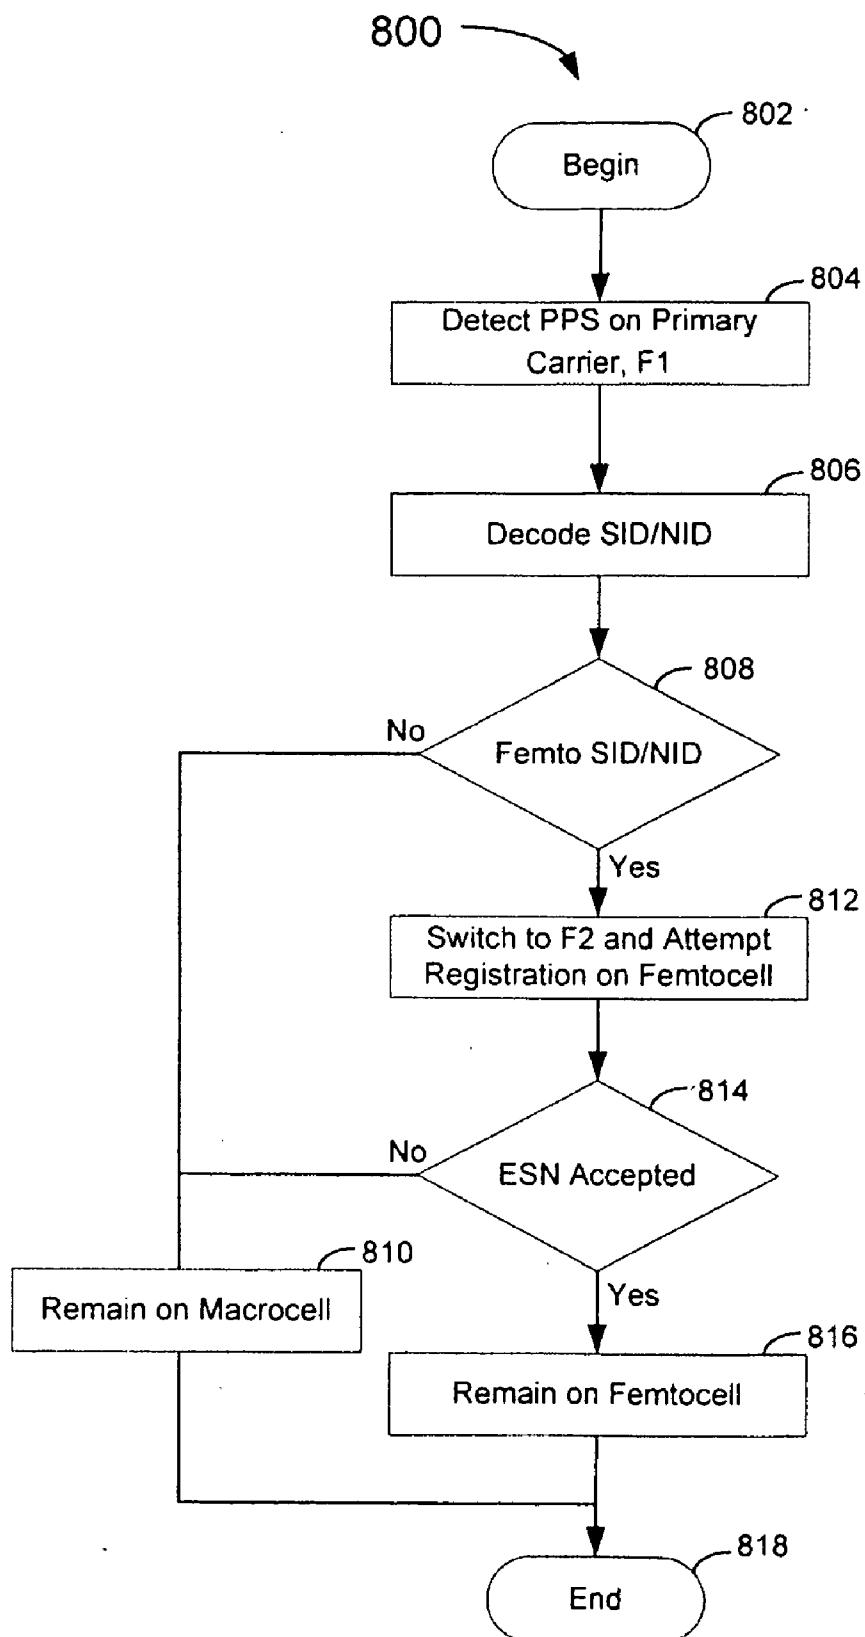 800
802
Begin
804
Detect PPS on Primary
Carrier, F1
806
Decode SID/NID
808
No
Femto SID/NID
Yes
812
Switch to F2 and Attempt
Registration on Femtocell
814
No
ESN Accepted
810
Yes
Remain on Macrocell
816
Remain on Femtocell
818
End